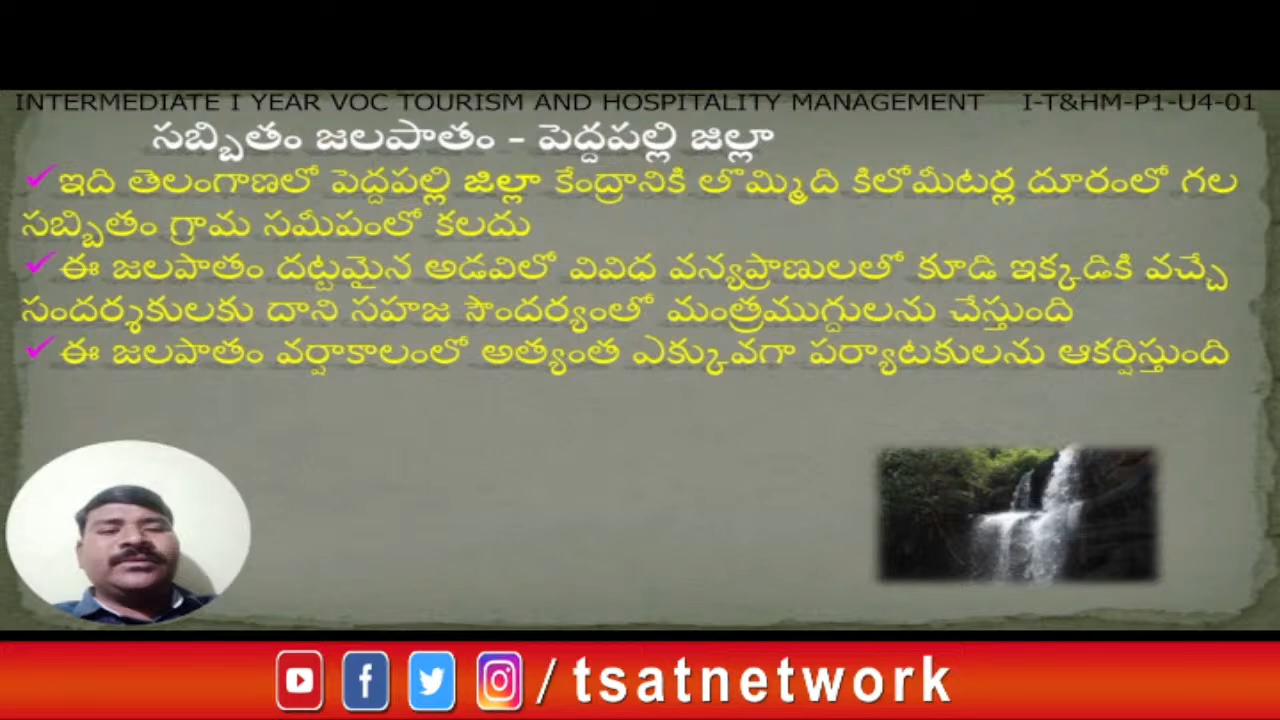 INTERMEDIATE I YEAR VOC TOURISM AND HOSPITALITY MANAGEMENT I-T&HM-P1-U4-01
సబ్బితం జలపాతం - పెద్దపల్లి జిల్లా
ఇది తెలంగాణలో పెద్దపల్లి జిల్లా కేంద్రానికి తొమ్మిది కిలోమీటర్ల దూరంలో గల
సబ్బితం గ్రామ సమీపంలో కలదు
ఈ జలపాతం దట్టమైన అడవిలో వివిధ వన్యప్రాణులతో కూడి ఇక్కడికి వచ్చే
సందర్శకులకు దాని సహజ సౌందర్యంతో మంత్రముగ్దులను చేస్తుంది
ఈ జలపాతం వర్షాకాలంలో అత్యంత ఎక్కువగా పర్యాటకులను ఆకర్షిస్తుంది
/tsatnetwork